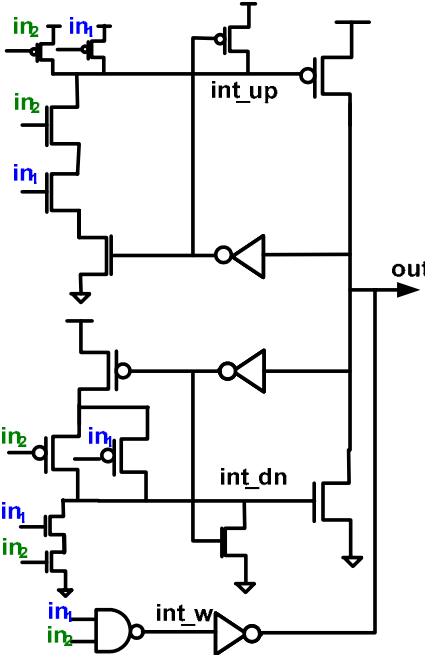 in2 in1
int_up
in2
in1
out
in2 in1
int_dn
in1
in2
in1 int_w
in2